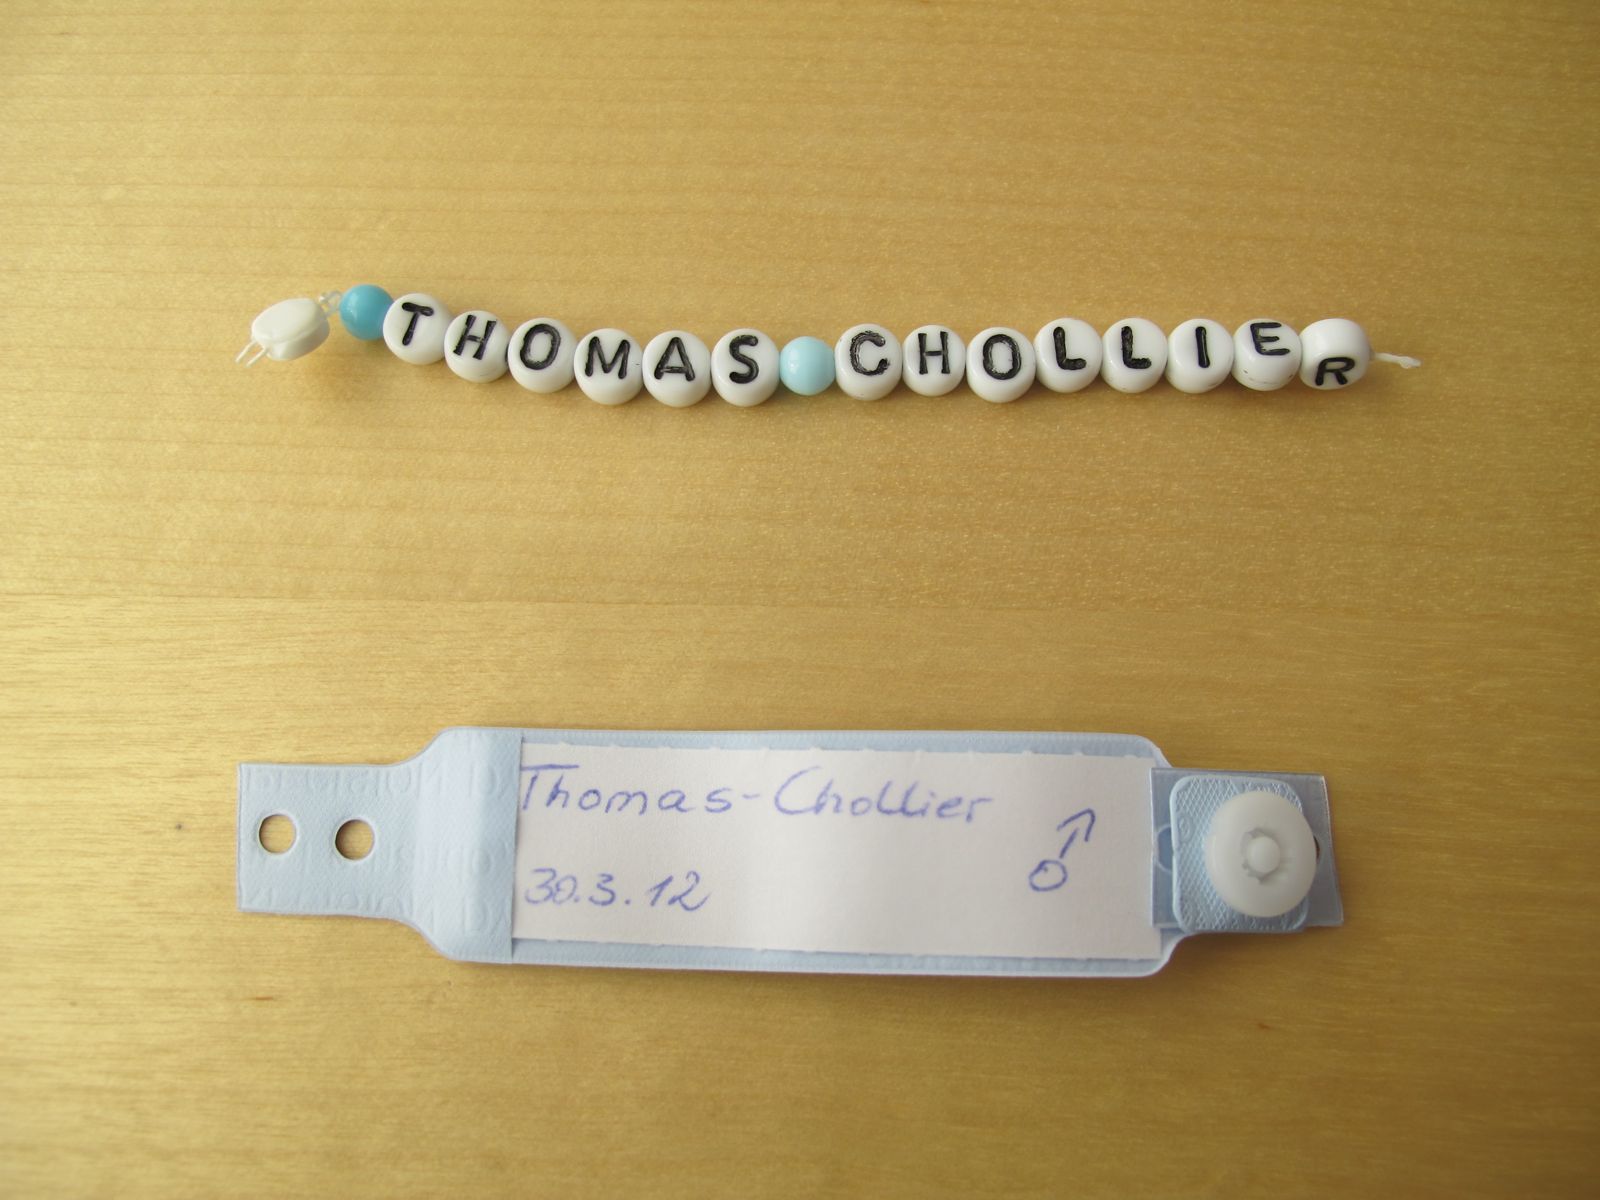 THOMAS CHOLLIER
Thomas-Chollier
30.3.12 ♂